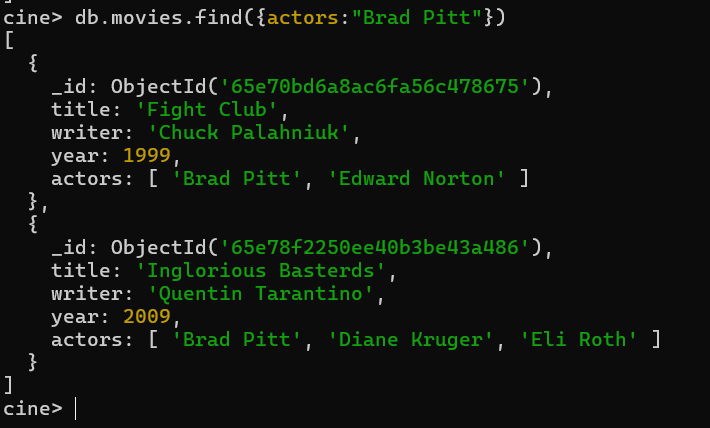 cine> db.movies.find({actors:"Brad Pitt"})
[
  {
    _id: ObjectId('65e70bd6a8ac6fa56c478675'),
    title: 'Fight Club',
    writer: 'Chuck Palahniuk',
    year: 1999,
    actors: [ 'Brad Pitt', 'Edward Norton' ]
  },
  {
    _id: ObjectId('65e78f2250ee40b3be43a486'),
    title: 'Inglorious Basterds',
    writer: 'Quentin Tarantino',
    year: 2009,
    actors: [ 'Brad Pitt', 'Diane Kruger', 'Eli Roth' ]
  }
]
cine>